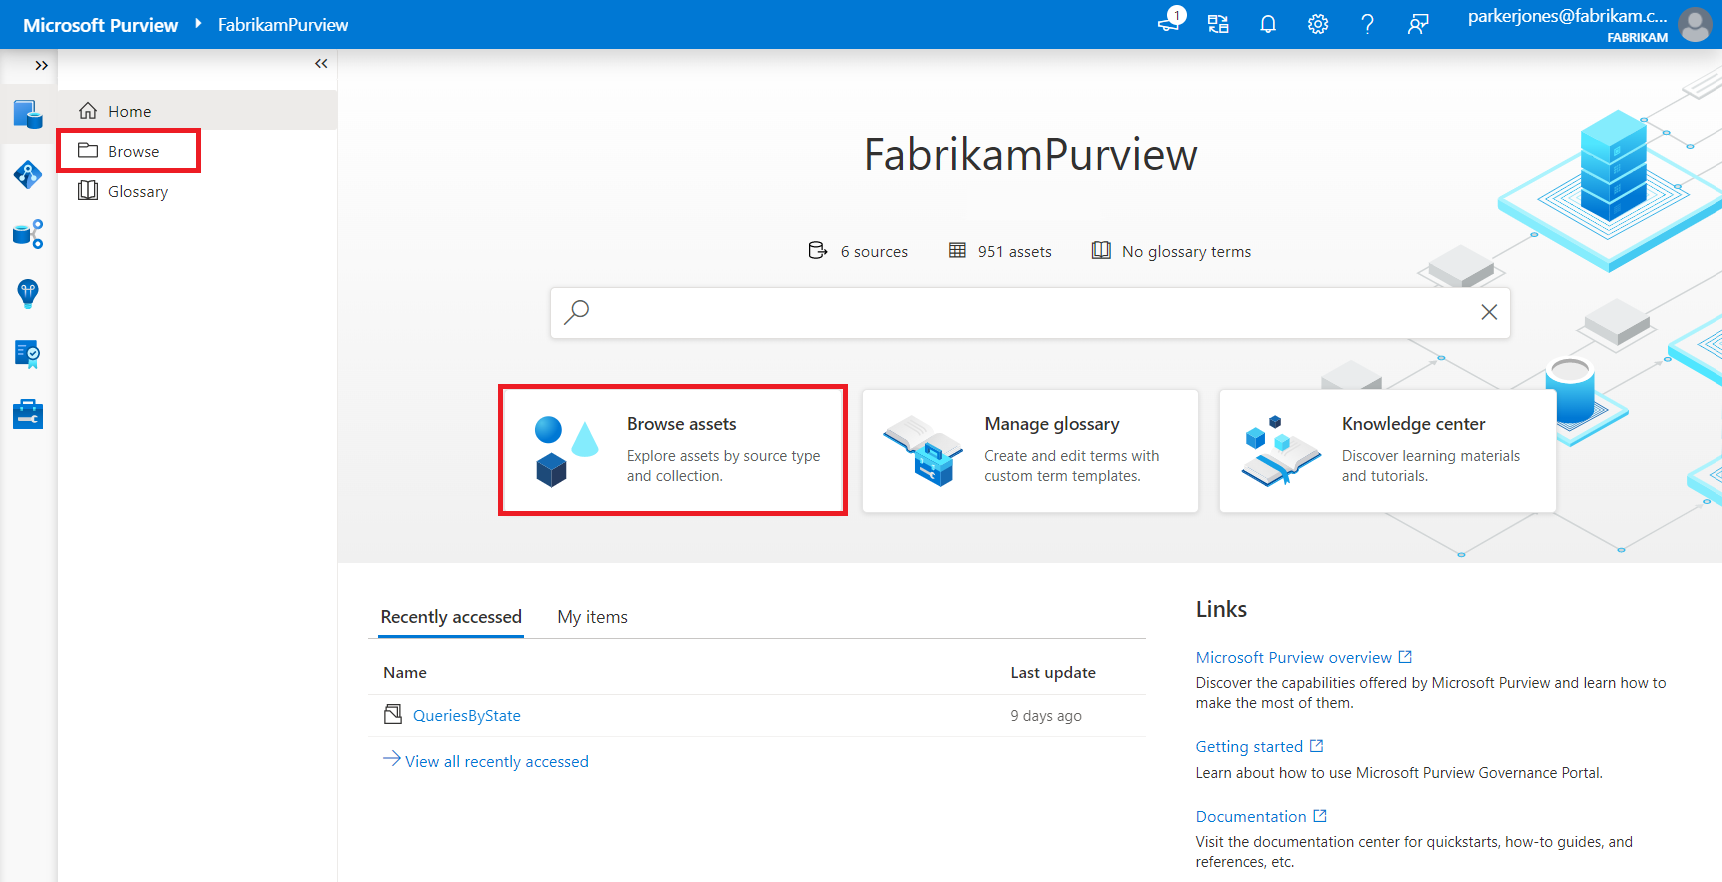 Microsoft Purview FabrikamPurview
1
parkerjones@fabrikam.c...
FABRIKAM
Home
Browse
Glossary
FabrikamPurview
6 sources 951 assets No glossary terms
Browse assets
Explore assets by source type
and collection.
Manage glossary
Create and edit terms with
custom term templates.
Knowledge center
Discover learning materials
and tutorials.
Recently accessed My items
Name Last update
QueriesByState 9 days ago
View all recently accessed
Links
Microsoft Purview overview
Discover the capabilities offered by Microsoft Purview and learn how to
make the most of them.
Getting started
Learn about how to use Microsoft Purview Governance Portal.
Documentation
Visit the documentation center for quickstarts, how-to guides, and
references, etc.